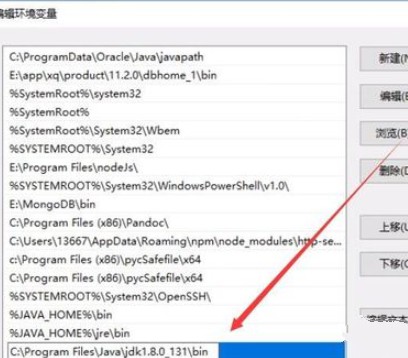 编辑环境变量
C:\ProgramData\Oracle\Java\javapath
E:\app\xq\product\11.2.0\dbhome_1\bin
%SystemRoot%\system32
%SystemRoot%
%SystemRoot%\System32\Wbem
%SYSTEMROOT%\System32
E:\Program Files\nodeJs\
%SYSTEMROOT%\System32\WindowsPowerShell\v1.0\
E:\MongoDB\bin
C:\Program Files (x86)\Pandoc\
C:\Users\13667\AppData\Roaming\npm\node_modules\http-se...
c:\Program Files (x86)\pycSafefile\x64
C:\Program Files (x86)\pycSafefile\x64
%SYSTEMROOT%\System32\OpenSSH\
%JAVA_HOME%\bin
%JAVA_HOME%\jre\bin
C:\Program Files\Java\jdk1.8.0_131\bin
新建(N
编辑(E
浏览(B
删除(D
上移(U
下移(O
编辑文本